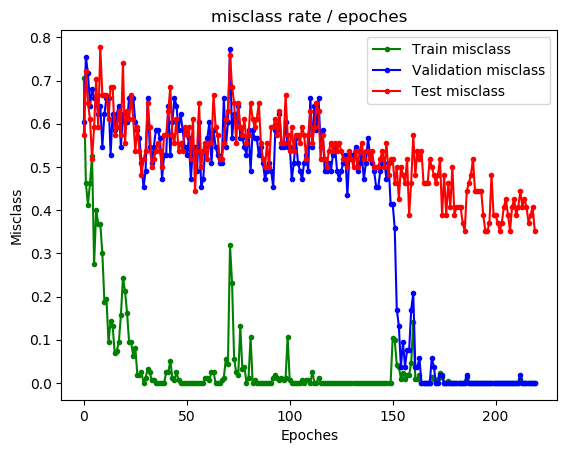 misclass rate / epoches
Train misclass
Validation misclass
Test misclass
Misclass
0.8
0.7
0.6
0.5
0.4
0.3
0.2
0.1
0.0
0 50 100 150 200
Epoches